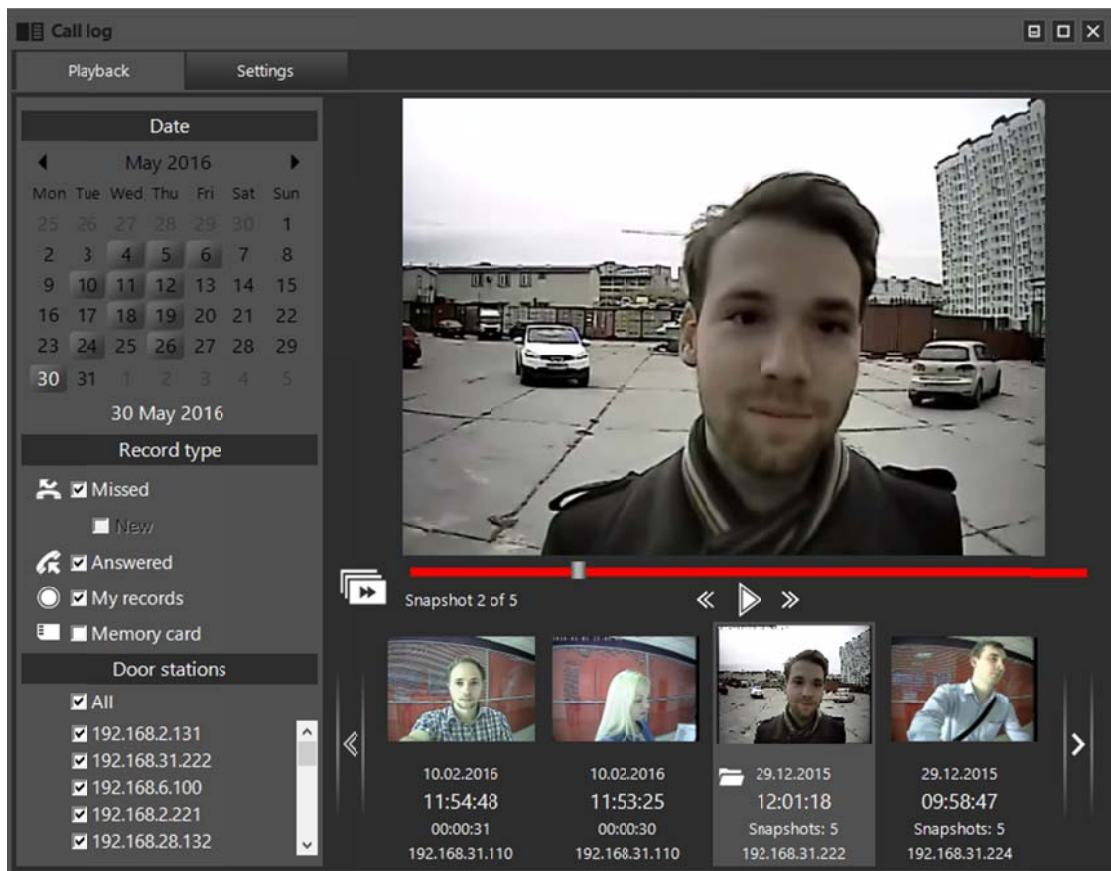 Call log
Playback Settings
Date
May 2016
Mon Tue Wed Thu Fri Sat Sun
25 26 27 28 29 30 1
2 3 4 5 6 7 8
9 10 11 12 13 14 15
16 17 18 19 20 21 22
23 24 25 26 27 28 29
30 31 1 2 3 4 5
30 May 2016
Record type
Missed
New
Answered
My records
Memory card
Door stations
All
192.168.2.131
192.168.31.222
192.168.6.100
192.168.2.221
192.168.28.132
Snapshot 2 of 5
10.02.2016
11:54:48
00:00:31
192.168.31.110
10.02.2016
11:53:25
00:00:30
192.168.31.110
29.12.2015
12:01:18
Snapshots: 5
192.168.31.222
29.12.2015
09:58:47
Snapshots: 5
192.168.31.224